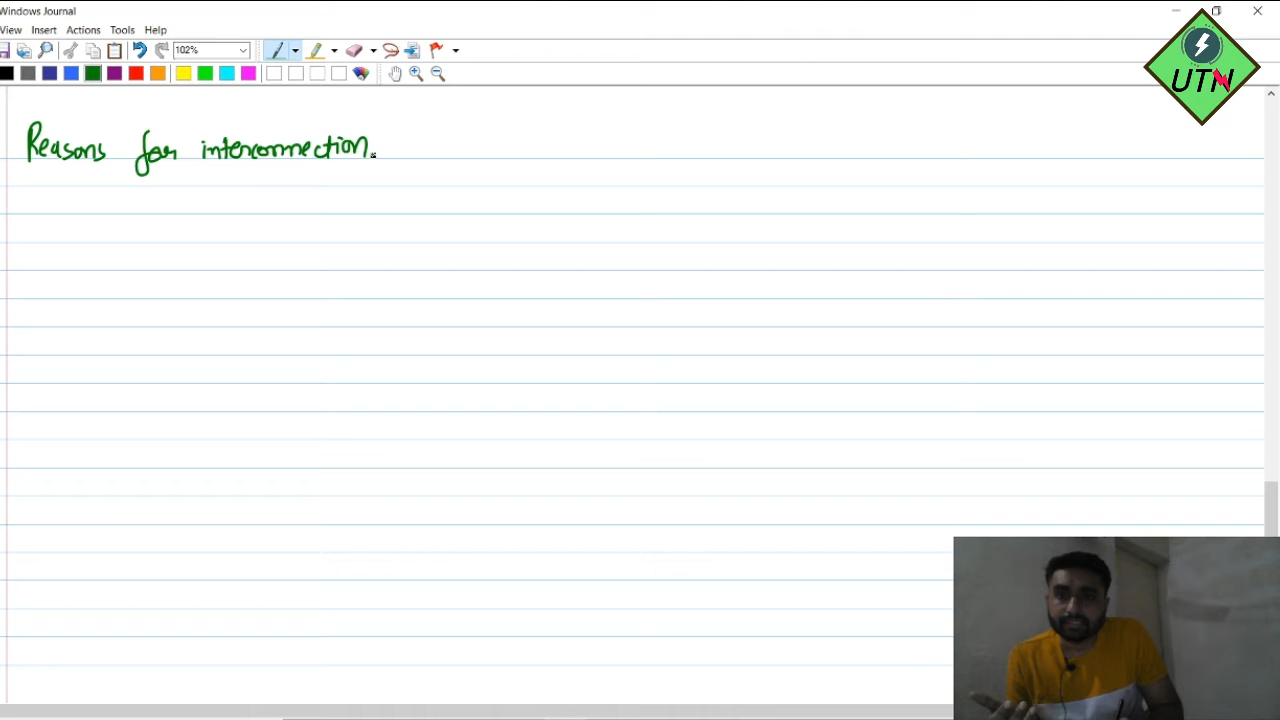 Windows Journal
View Insert Actions Tools Help
102%
UTN
Reasons for interconnection.